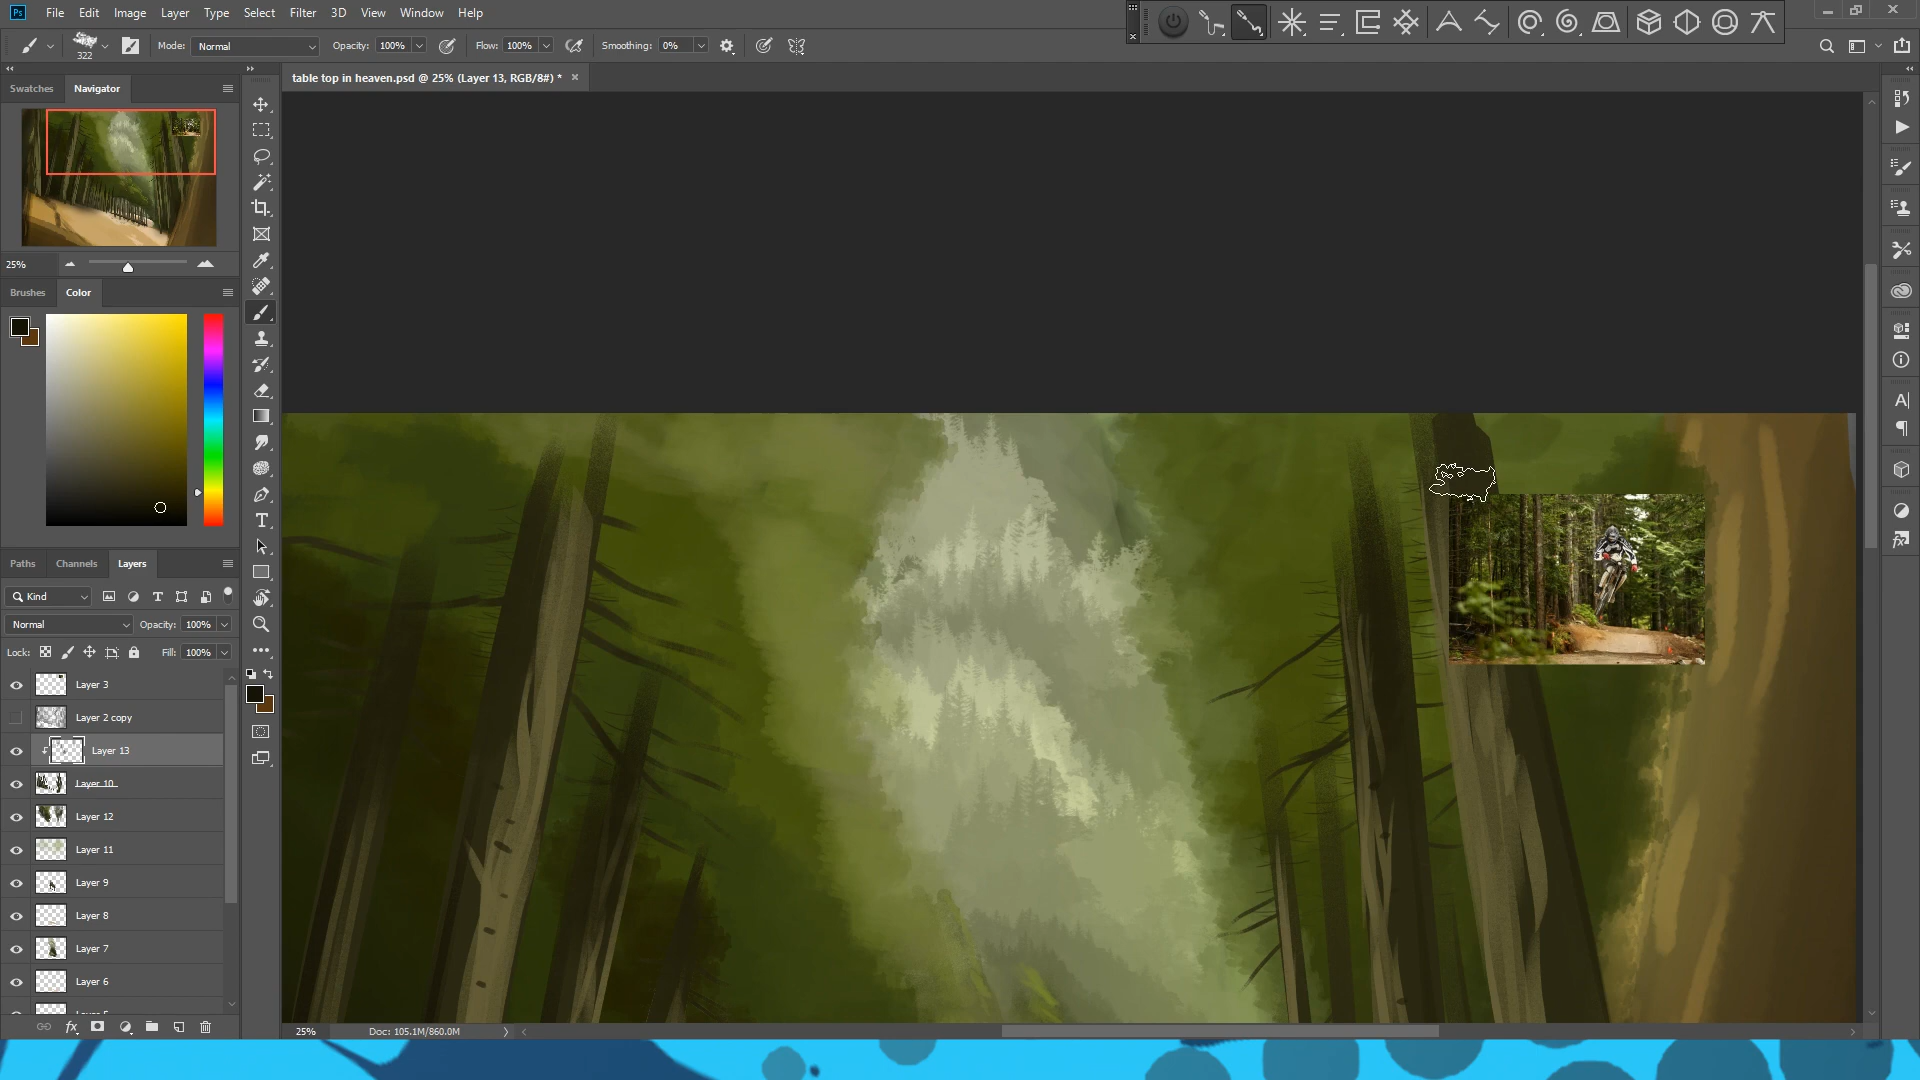 Ps File Edit Image Layer Type Select Filter 3D View Window Help
322 Mode: Normal Opacity: 100% Flow: 100% Smoothing: 0%
Swatches Navigator
table top in heaven.psd @ 25% (Layer 13, RGB/8#) *
25%
Brushes Color
Paths Channels Layers
Kind
Normal Opacity: 100%
Lock: Fill: 100%
Layer 3
Layer 2 copy
Layer 13
Layer 10
Layer 12
Layer 11
Layer 9
Layer 8
Layer 7
Layer 6
25% Doc: 105.1M/860.0M